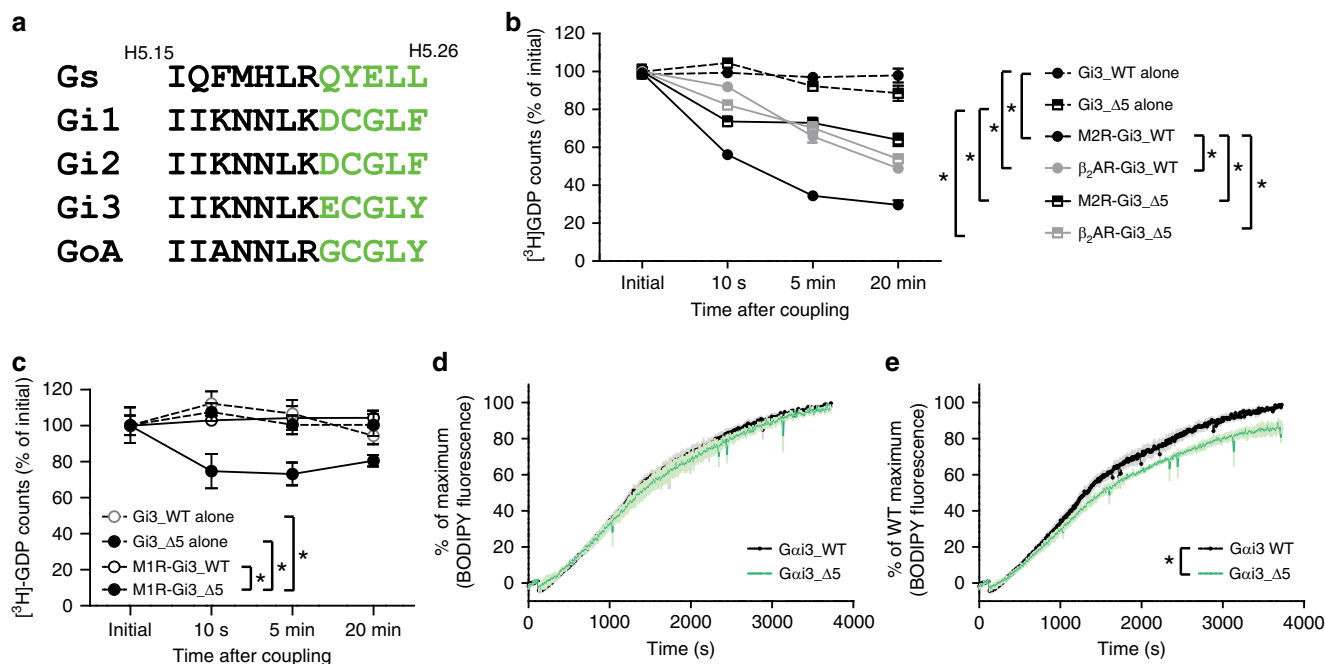 a
H5.15 H5.26
Gs IQFMHLRQYELL
Gi1 IIKNNLKDCGLF
Gi2 IIKNNLKDCGLF
Gi3 IIKNNLKECGLY
GoA IIANNLRGCGLY
b
[³H]GDP counts (% of initial)
120
100
80
60
40
20
0
Initial 10 s 5 min 20 min
Time after coupling
Gi3_WT alone
Gi3_Δ5 alone
M2R-Gi3_WT
β₂AR-Gi3_WT
M2R-Gi3_Δ5
β₂AR-Gi3_Δ5
* * * * * * *
c
[³H]-GDP counts (% of initial)
120
100
80
60
40
20
0
Gi3_WT alone
Gi3_Δ5 alone
M1R-Gi3_WT
M1R-Gi3_Δ5
* * *
Initial 10 s 5 min 20 min
Time after coupling
d
% of maximum
(BODIPY fluorescence)
100
80
60
40
20
0
Gαi3_WT
Gαi3_Δ5
0 1000 2000 3000 4000
Time (s)
e
% of WT maximum
(BODIPY fluorescence)
100
80
60
40
20
0
* Gαi3 WT
Gαi3_Δ5
0 1000 2000 3000 4000
Time (s)